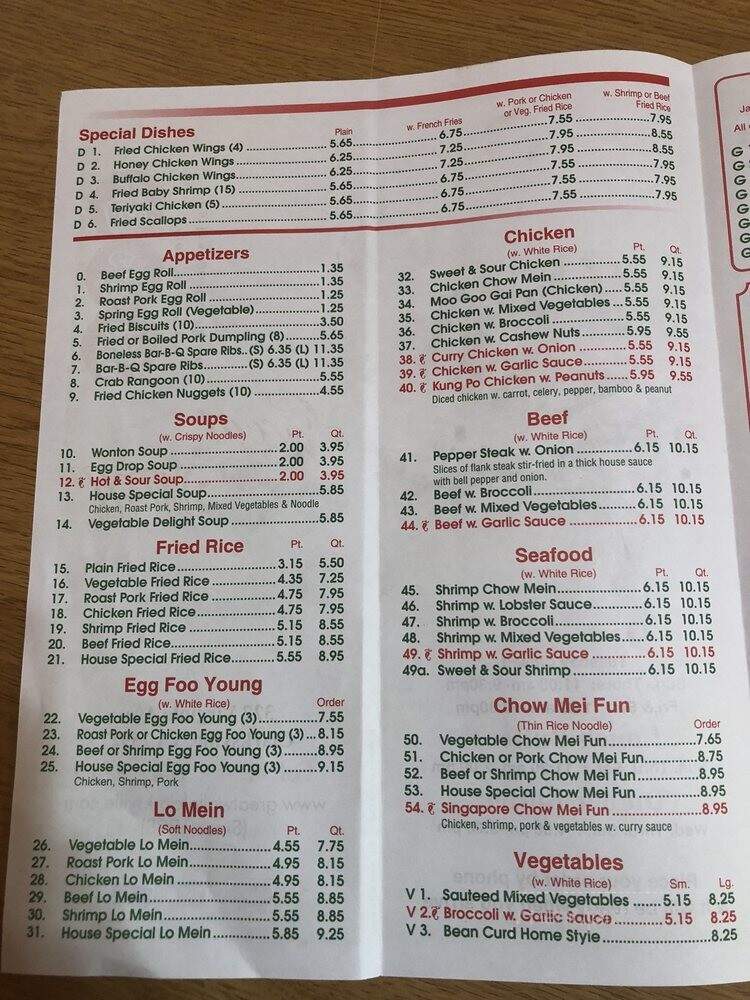 Special Dishes
Plain
w. French Fries
w. Pork or Chicken
or Veg. Fried Rice
w. Shrimp or Beef
Fried Rice
D 1. Fried Chicken Wings (4) 5.65 6.75 7.55 7.95
D 2. Honey Chicken Wings 6.25 7.25 7.95 8.55
D 3. Buffalo Chicken Wings 6.25 7.25 7.95 8.55
D 4. Fried Baby Shrimp (15) 5.65 6.75 7.55 7.95
D 5. Teriyaki Chicken (5) 5.65 6.75 7.55 7.95
D 6. Fried Scallops 5.65 6.75 7.55 7.95
Appetizers
0. Beef Egg Roll 1.35
1. Shrimp Egg Roll 1.35
2. Roast Pork Egg Roll 1.25
3. Spring Egg Roll (Vegetable) 1.25
4. Fried Biscuits (10) 3.50
5. Fried or Boiled Pork Dumpling (8) 5.65
6. Boneless Bar-B-Q Spare Ribs.. (S) 6.35 (L) 11.35
7. Bar-B-Q Spare Ribs (S) 6.35 (L) 11.35
8. Crab Rangoon (10) 5.55
9. Fried Chicken Nuggets (10) 4.55
Soups
(w. Crispy Noodles) Pt. Qt.
10. Wonton Soup 2.00 3.95
11. Egg Drop Soup 2.00 3.95
12. Hot & Sour Soup 2.00 3.95
13. House Special Soup 5.85
Chicken, Roast Pork, Shrimp, Mixed Vegetables & Noodle
14. Vegetable Delight Soup 5.85
Fried Rice Pt. Qt.
15. Plain Fried Rice 3.15 5.50
16. Vegetable Fried Rice 4.35 7.25
17. Roast Pork Fried Rice 4.75 7.95
18. Chicken Fried Rice 4.75 7.95
19. Shrimp Fried Rice 5.15 8.55
20. Beef Fried Rice 5.15 8.55
21. House Special Fried Rice 5.55 8.95
Egg Foo Young
(w. White Rice) Order
22. Vegetable Egg Foo Young (3) 7.55
23. Roast Pork or Chicken Egg Foo Young (3) 8.15
24. Beef or Shrimp Egg Foo Young (3) 8.95
25. House Special Egg Foo Young (3) 9.15
Chicken, Shrimp, Pork
Lo Mein
(Soft Noodles) Pt. Qt.
26. Vegetable Lo Mein 4.55 7.75
27. Roast Pork Lo Mein 4.95 8.15
28. Chicken Lo Mein 4.95 8.15
29. Beef Lo Mein 5.55 8.85
30. Shrimp Lo Mein 5.55 8.85
31. House Special Lo Mein 5.85 9.25
Chicken
(w. White Rice) Pt. Qt.
32. Sweet & Sour Chicken 5.55 9.15
33. Chicken Chow Mein 5.55 9.15
34. Moo Goo Gai Pan (Chicken) 5.55 9.15
35. Chicken w. Mixed Vegetables 5.55 9.15
36. Chicken w. Broccoli 5.55 9.15
37. Chicken w. Cashew Nuts 5.95 9.55
38. Curry Chicken w. Onion 5.55 9.15
39. Chicken w. Garlic Sauce 5.55 9.15
40. Kung Po Chicken w. Peanuts 5.95 9.55
Diced chicken w. carrot, celery, pepper, bamboo & peanut
Beef
(w. White Rice) Pt. Qt.
41. Pepper Steak w. Onion 6.15 10.15
Slices of flank steak stir-fried in a thick house sauce
with bell pepper and onion.
42. Beef w. Broccoli 6.15 10.15
43. Beef w. Mixed Vegetables 6.15 10.15
44. Beef w. Garlic Sauce 6.15 10.15
Seafood
(w. White Rice) Pt. Qt.
45. Shrimp Chow Mein 6.15 10.15
46. Shrimp w. Lobster Sauce 6.15 10.15
47. Shrimp w. Broccoli 6.15 10.15
48. Shrimp w. Mixed Vegetables 6.15 10.15
49. Shrimp w. Garlic Sauce 6.15 10.15
49a. Sweet & Sour Shrimp 6.15 10.15
Chow Mei Fun
(Thin Rice Noodle) Order
50. Vegetable Chow Mei Fun 7.65
51. Chicken or Pork Chow Mei Fun 8.75
52. Beef or Shrimp Chow Mei Fun 8.95
53. House Special Chow Mei Fun 8.95
54. Singapore Chow Mei Fun 8.95
Chicken, shrimp, pork & vegetables w. curry sauce
Vegetables
(w. White Rice) Sm. Lg.
V 1. Sauteed Mixed Vegetables 5.15 8.25
V 2. Broccoli w. Garlic Sauce 5.15 8.25
V 3. Bean Curd Home Style 8.25
Ja
All
G
G
G
G
G
G
G
G